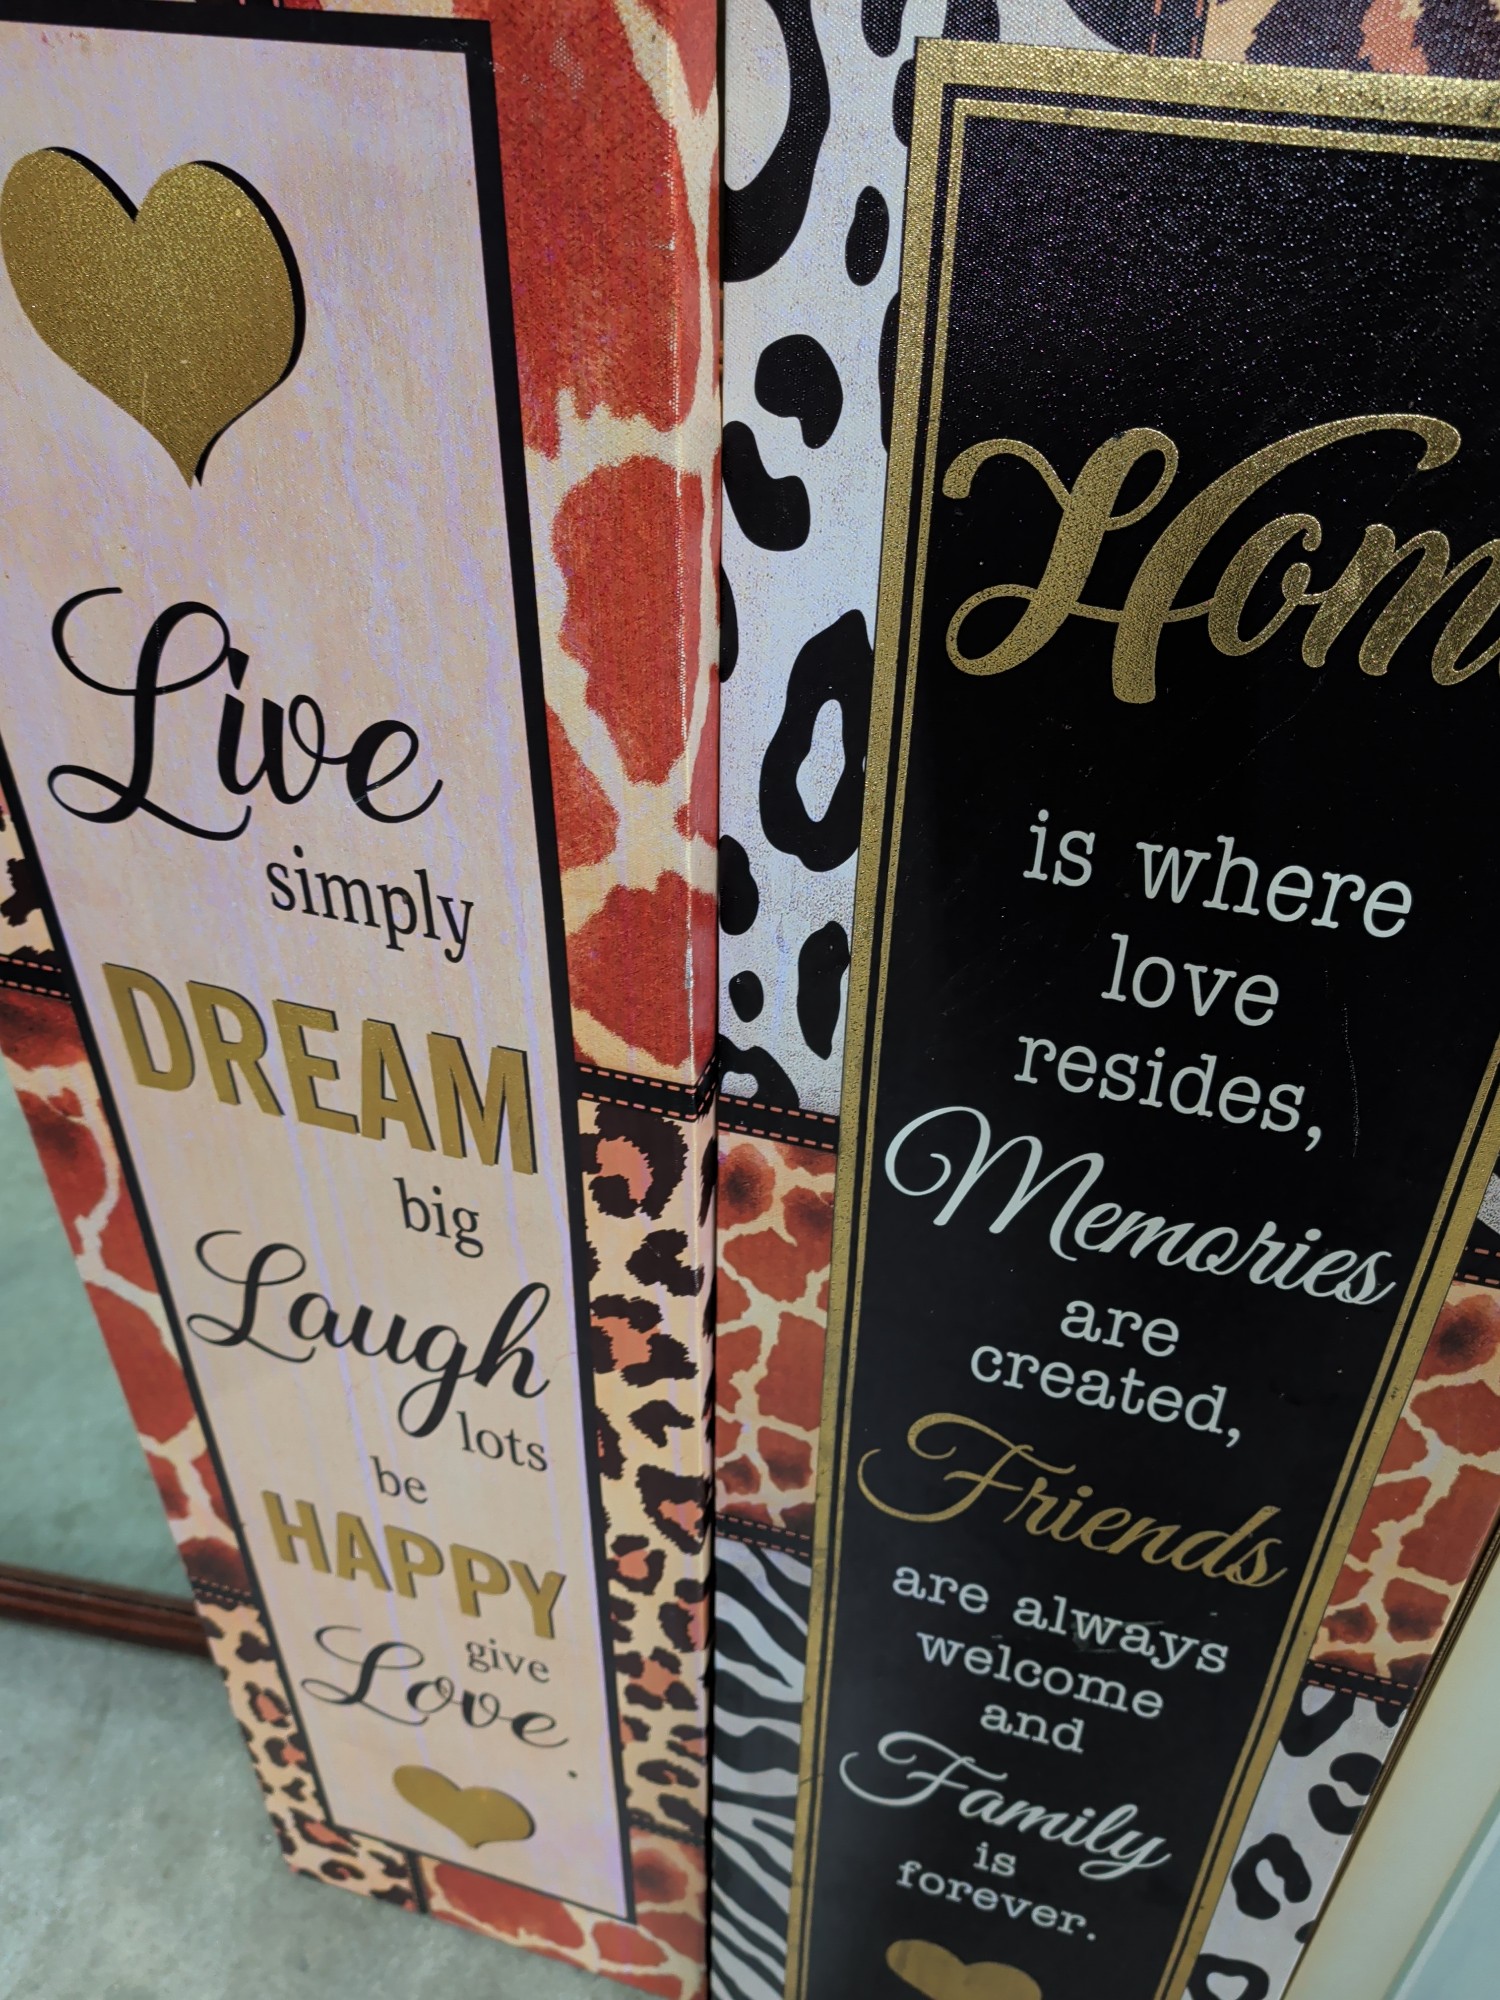 Live
simply
DREAM
big
Laugh
lots
be
HAPPY
give
Love.
Hom
is where
love
resides,
Memories
are
created,
Friends
are always
welcome
and
Family
is
forever.